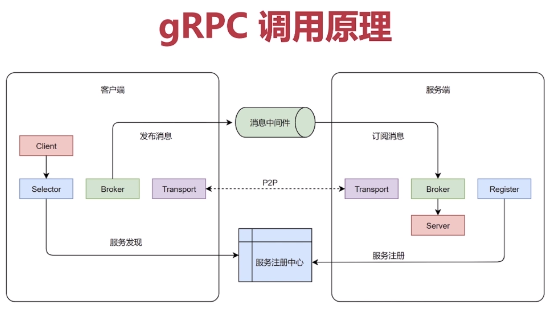 gRPC 调用原理
客户端
服务端
消息中间件
发布消息
订阅消息
Client
Selector
Broker
Transport
P2P
Transport
Broker
Register
Server
服务发现
服务注册中心
服务注册